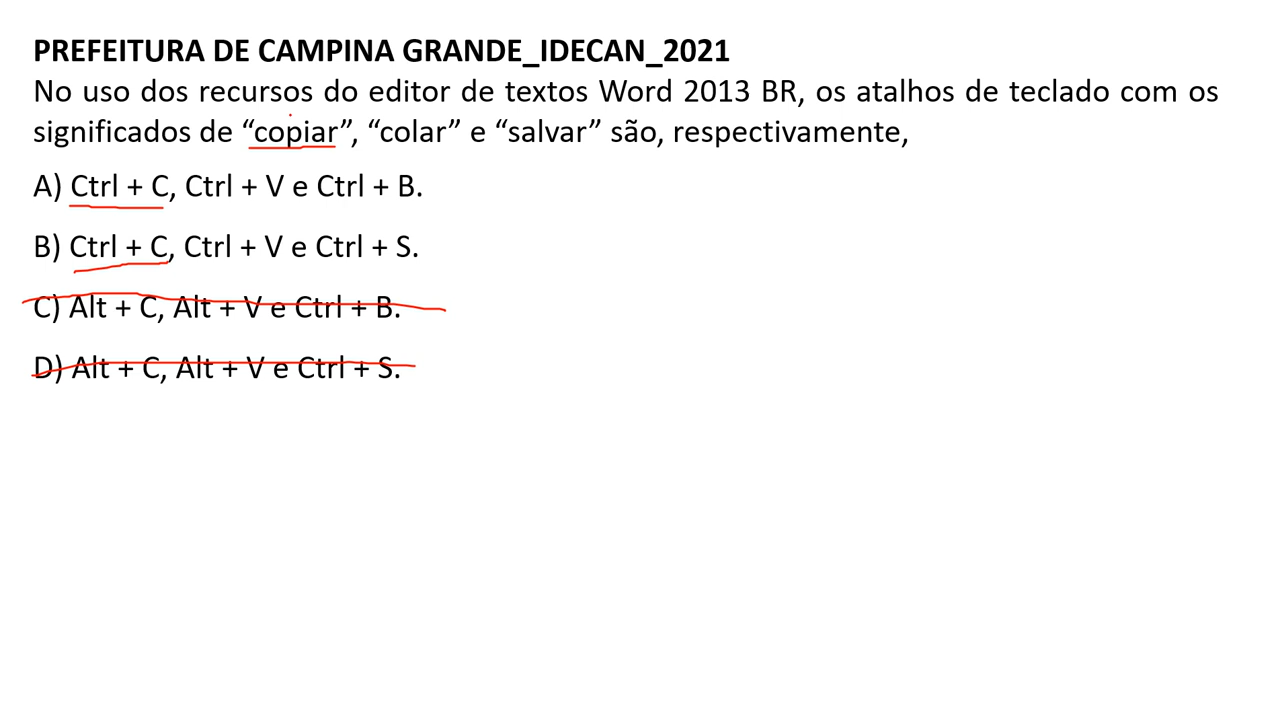 PREFEITURA DE CAMPINA GRANDE_IDECAN_2021
No uso dos recursos do editor de textos Word 2013 BR, os atalhos de teclado com os
significados de “copiar”, “colar” e “salvar” são, respectivamente,
A) Ctrl + C, Ctrl + V e Ctrl + B.
B) Ctrl + C, Ctrl + V e Ctrl + S.
C) Alt + C, Alt + V e Ctrl + B.
D) Alt + C, Alt + V e Ctrl + S.